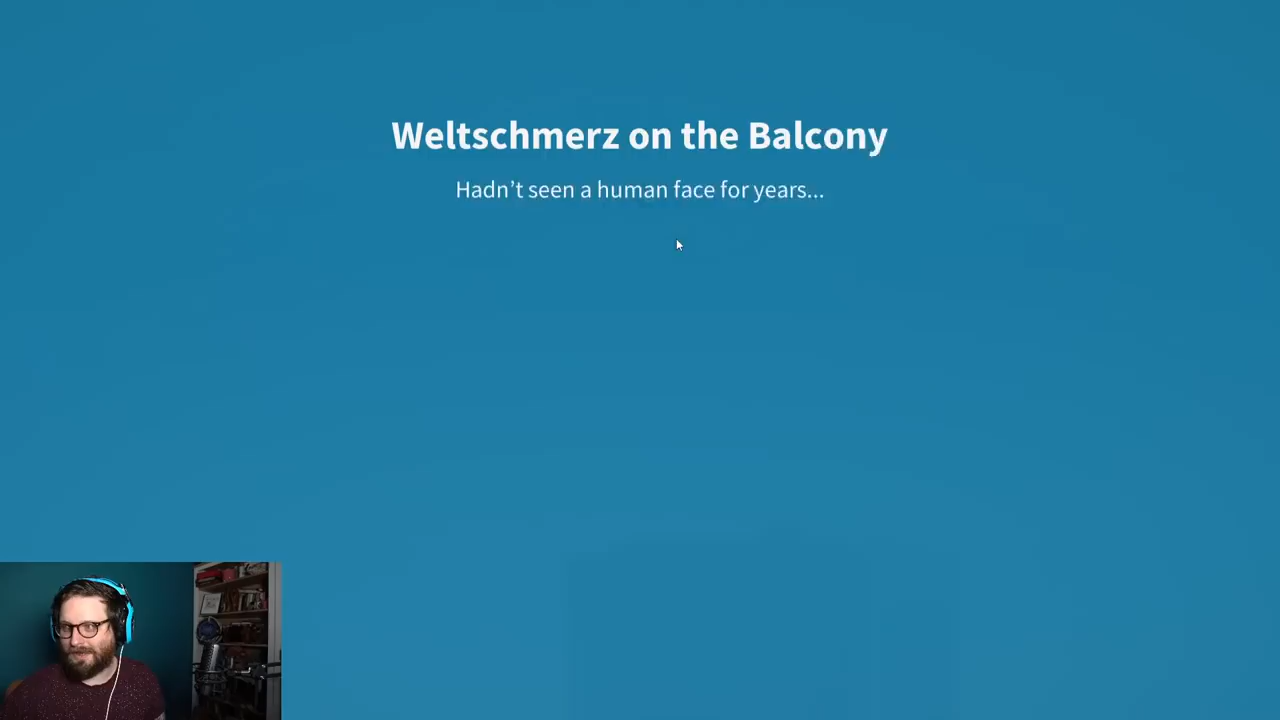 Weltschmerz on the Balcony
Hadn’t seen a human face for years...